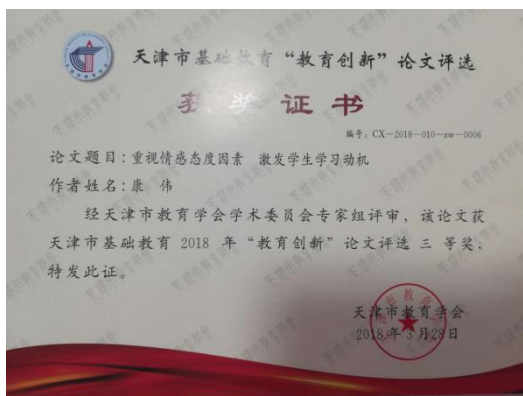 天津市基础教育“教育创新”论文评选
获奖证书
编号：CX-2018-010-zw-0006
论文题目：重视情感态度因素 激发学生学习动机
作者姓名：康 伟
经天津市教育学会学术委员会专家组评审，该论文获
天津市基础教育 2018 年“教育创新”论文评选 三 等奖，
特发此证。
天津市教育学会
2018年3月28日